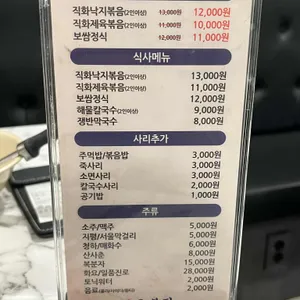 직화낙지볶음(2인이상) 13,000원 12,000원
직화제육볶음(2인이상) 11,000원 10,000원
보쌈정식 12,000원 11,000원
식사메뉴
직화낙지볶음(2인이상) 13,000원
직화제육볶음(2인이상) 11,000원
보쌈정식 12,000원
해물칼국수(2인이상) 9,000원
쟁반막국수 8,000원
사리추가
주먹밥/볶음밥 3,000원
죽사리 3,000원
소면사리 3,000원
칼국수사리 2,000원
공기밥 1,000원
주류
소주/맥주 5,000원
지평/서울막걸리 5,000원
청하/매화수 6,000원
산사춘 8,000원
복분자 15,000원
화요/일품진로 28,000원
토닉워터 2,000원
음료 2,000원